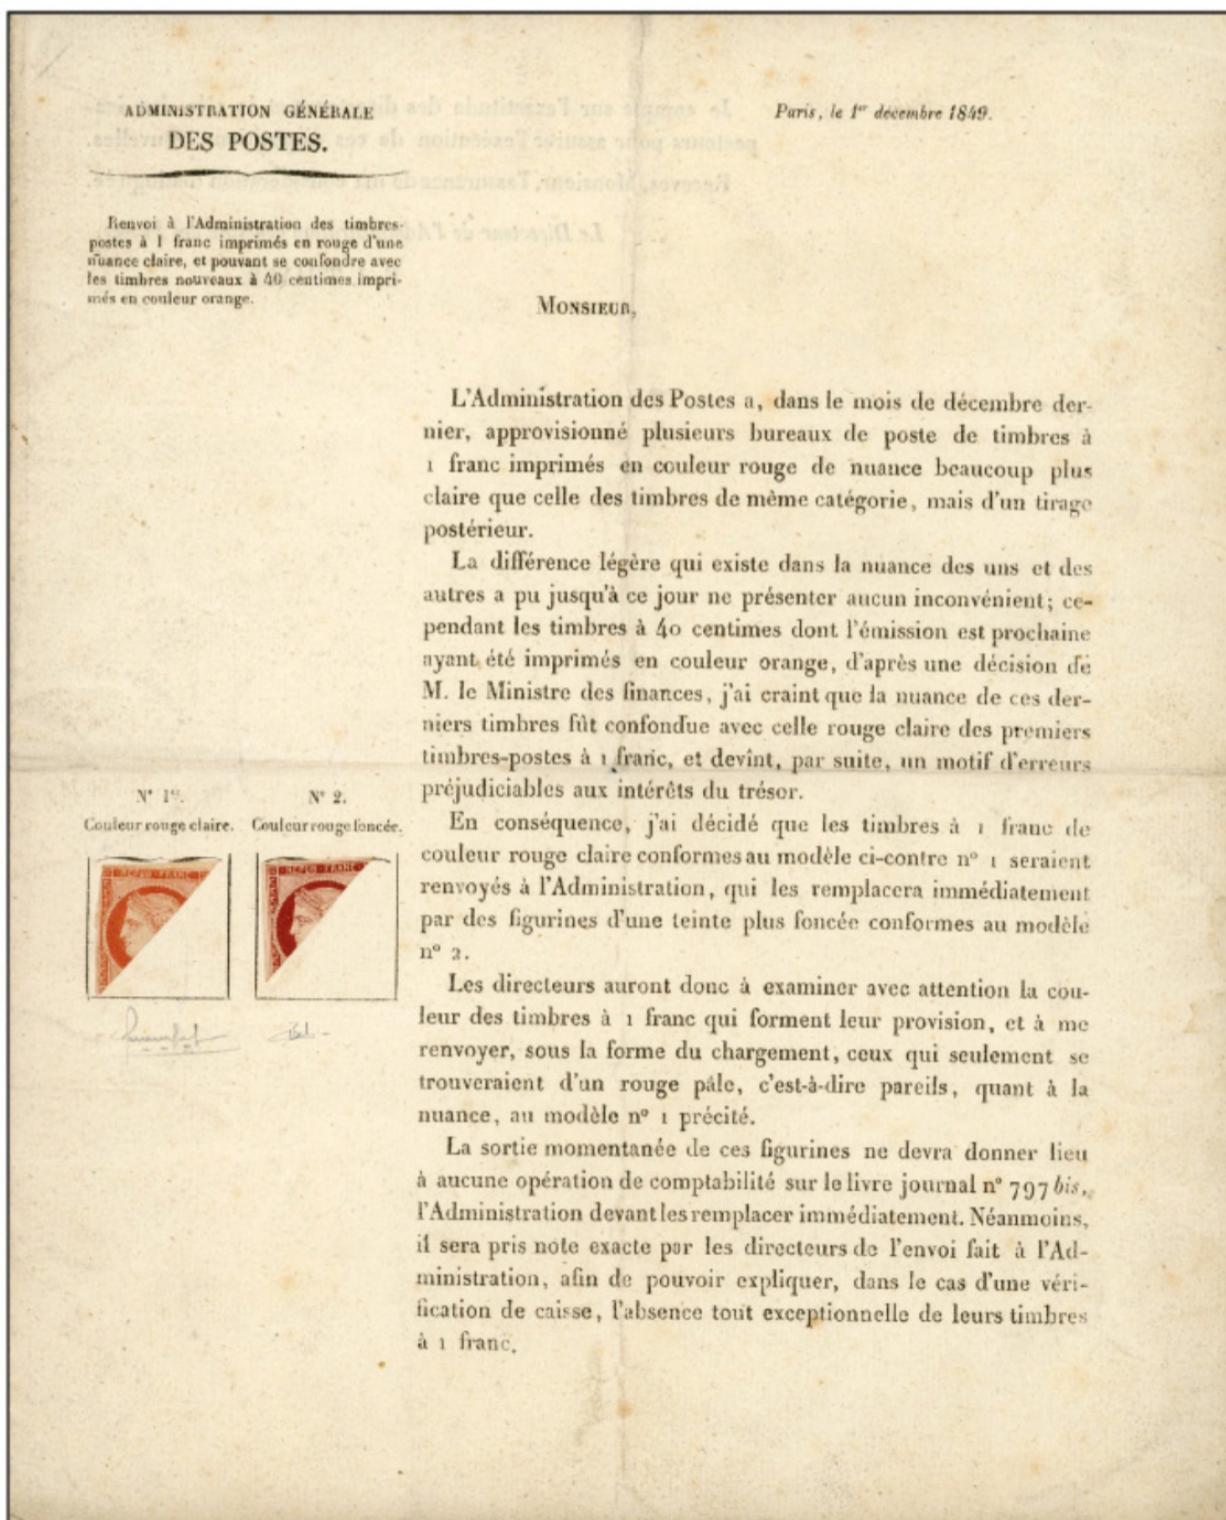 ADMINISTRATION GÉNÉRALE
DES POSTES.
Paris, le 1er décembre 1849.
Renvoi à l'Administration des timbres-
postes à 1 franc imprimés en rouge d'une
nuance claire, et pouvant se confondre avec
les timbres nouveaux à 40 centimes impri-
més en couleur orange.
MONSIEUR,
L'Administration des Postes a, dans le mois de décembre der-
nier, approvisionné plusieurs bureaux de poste de timbres à
1 franc imprimés en couleur rouge de nuance beaucoup plus
claire que celle des timbres de même catégorie, mais d'un tirage
postérieur.
La différence légère qui existe dans la nuance des uns et des
autres a pu jusqu'à ce jour ne présenter aucun inconvénient; ce-
pendant les timbres à 40 centimes dont l'émission est prochaine
ayant été imprimés en couleur orange, d'après une décision de
M. le Ministre des finances, j'ai craint que la nuance de ces der-
niers timbres fût confondue avec celle rouge claire des premiers
timbres-postes à 1 franc, et devînt, par suite, un motif d'erreurs
préjudiciables aux intérêts du trésor.
En conséquence, j'ai décidé que les timbres à 1 franc de
couleur rouge claire conformes au modèle ci-contre n° 1 seraient
renvoyés à l'Administration, qui les remplacera immédiatement
par des figurines d'une teinte plus foncée conformes au modèle
n° 2.
Les directeurs auront donc à examiner avec attention la cou-
leur des timbres à 1 franc qui forment leur provision, et à me
renvoyer, sous la forme du chargement, ceux qui seulement se
trouveraient d'un rouge pâle, c'est-à-dire pareils, quant à la
nuance, au modèle n° 1 précité.
La sortie momentanée de ces figurines ne devra donner lieu
à aucune opération de comptabilité sur le livre journal n° 797 bis,
l'Administration devant les remplacer immédiatement. Néanmoins,
il sera pris note exacte par les directeurs de l'envoi fait à l'Ad-
ministration, afin de pouvoir expliquer, dans le cas d'une véri-
fication de caisse, l'absence tout exceptionnelle de leurs timbres
à 1 franc.
N° 1er.
Couleur rouge claire.
REPUB FRANC
N° 2.
Couleur rouge foncée.
REPUB FRANC